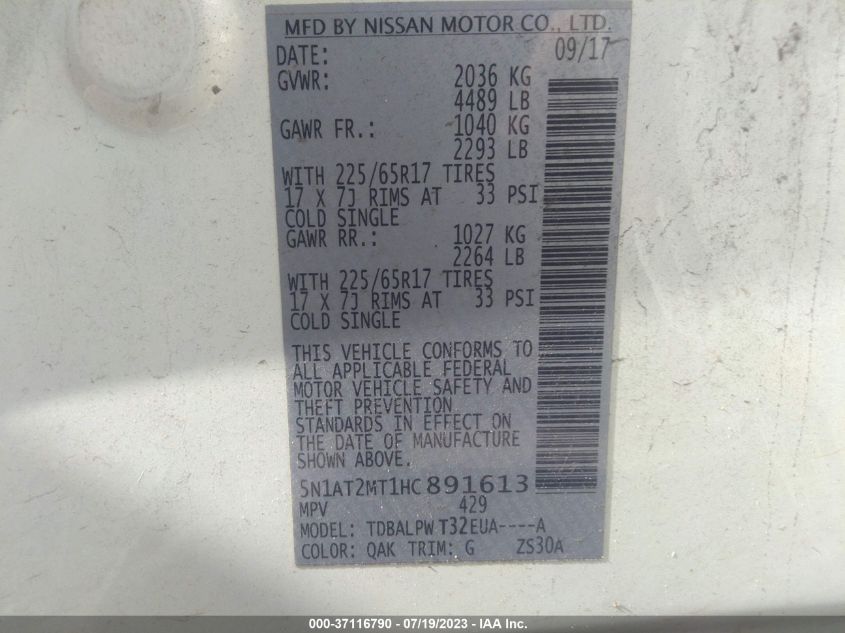 MFD BY NISSAN MOTOR CO., LTD.
DATE: 09/17
GVWR: 2036 KG
4489 LB
GAWR FR.: 1040 KG
2293 LB
WITH 225/65R17 TIRES
17 X 7J RIMS AT 33 PSI
COLD SINGLE
GAWR RR.: 1027 KG
2264 LB
WITH 225/65R17 TIRES
17 X 7J RIMS AT 33 PSI
COLD SINGLE
THIS VEHICLE CONFORMS TO
ALL APPLICABLE FEDERAL
MOTOR VEHICLE SAFETY AND
THEFT PREVENTION
STANDARDS IN EFFECT ON
THE DATE OF MANUFACTURE
SHOWN ABOVE.
5N1AT2MT1HC891613
MPV 429
MODEL: TDBALPWT32EUA----A
COLOR: QAK TRIM: G ZS30A
000-37116790 - 07/19/2023 - IAA Inc.